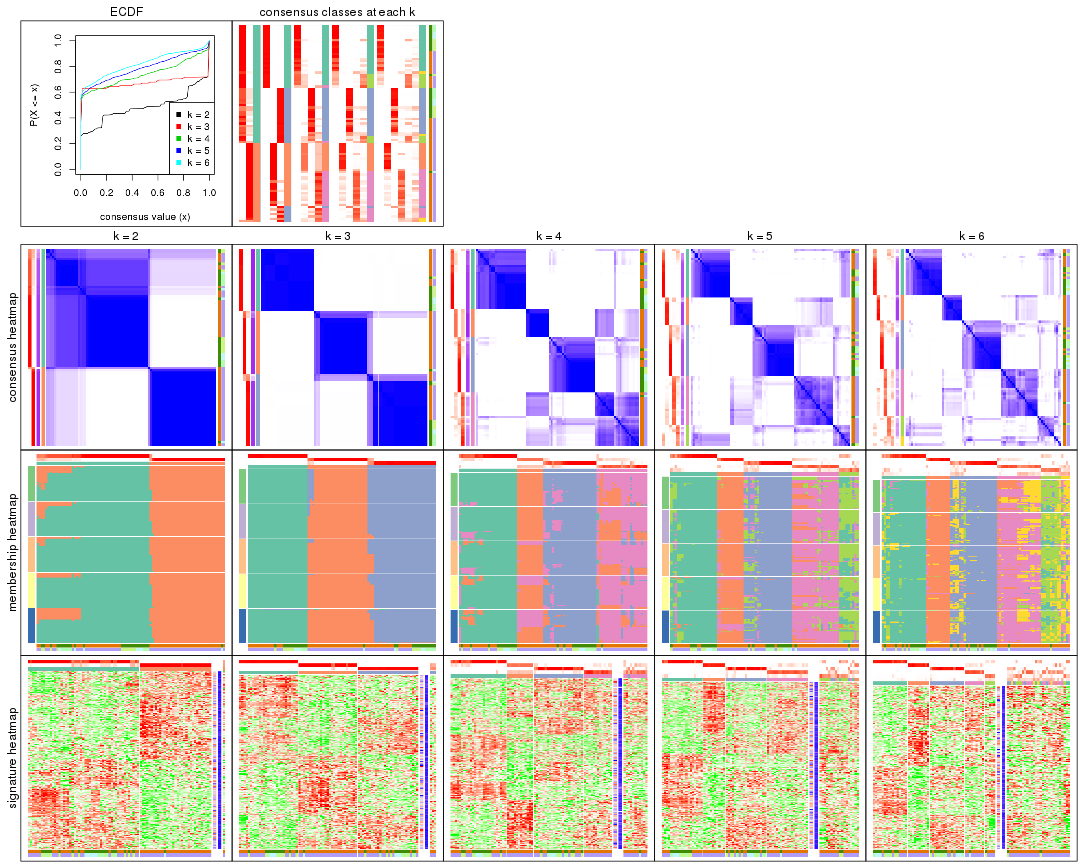 ECDF
consensus classes at each k
P(X <= x)
0.0
0.2
0.4
0.6
0.8
1.0
k = 2
k = 3
k = 4
k = 5
k = 6
0.0 0.2 0.4 0.6 0.8 1.0
consensus value (x)
k = 2
k = 3
k = 4
k = 5
k = 6
consensus heatmap
membership heatmap
signature heatmap